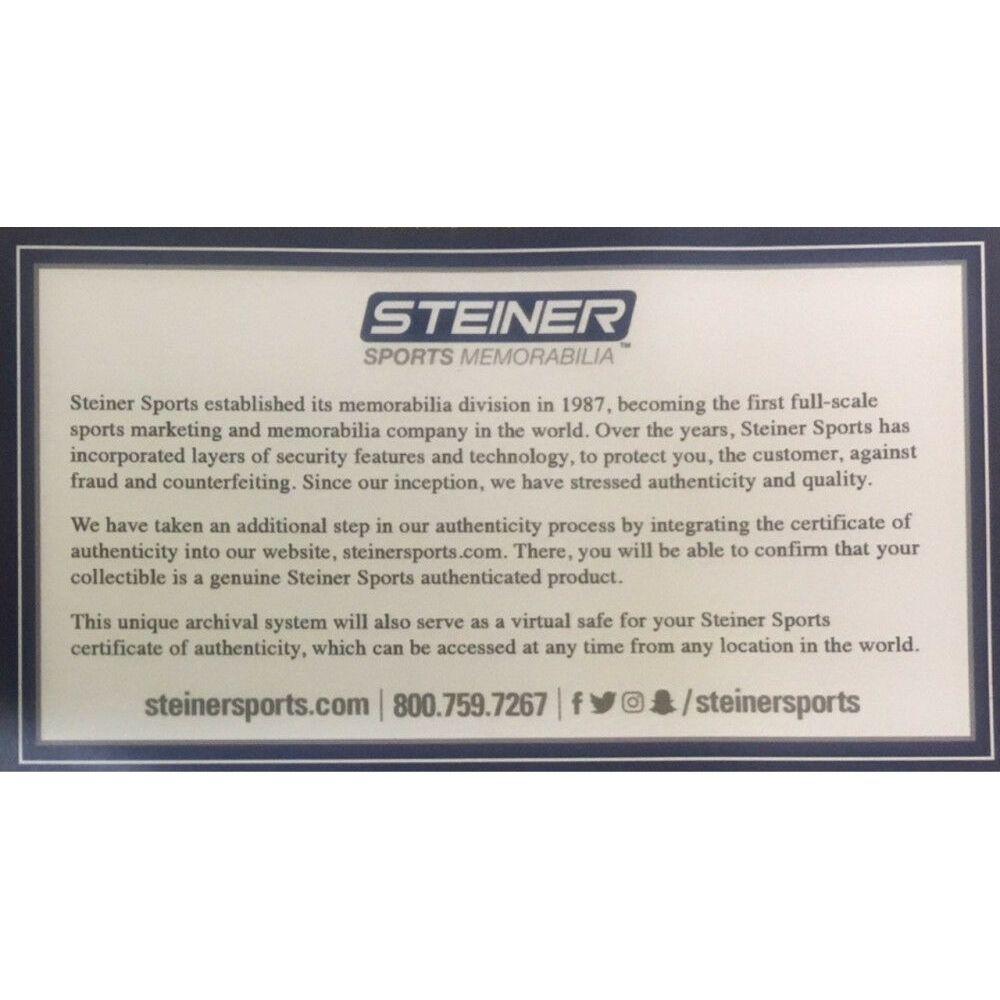 STEINER
SPORTS MEMORABILIA™
Steiner Sports established its memorabilia division in 1987, becoming the first full-scale
sports marketing and memorabilia company in the world. Over the years, Steiner Sports has
incorporated layers of security features and technology, to protect you, the customer, against
fraud and counterfeiting. Since our inception, we have stressed authenticity and quality.
We have taken an additional step in our authenticity process by integrating the certificate of
authenticity into our website, steinersports.com. There, you will be able to confirm that your
collectible is a genuine Steiner Sports authenticated product.
This unique archival system will also serve as a virtual safe for your Steiner Sports
certificate of authenticity, which can be accessed at any time from any location in the world.
steinersports.com | 800.759.7267 | f /steinersports